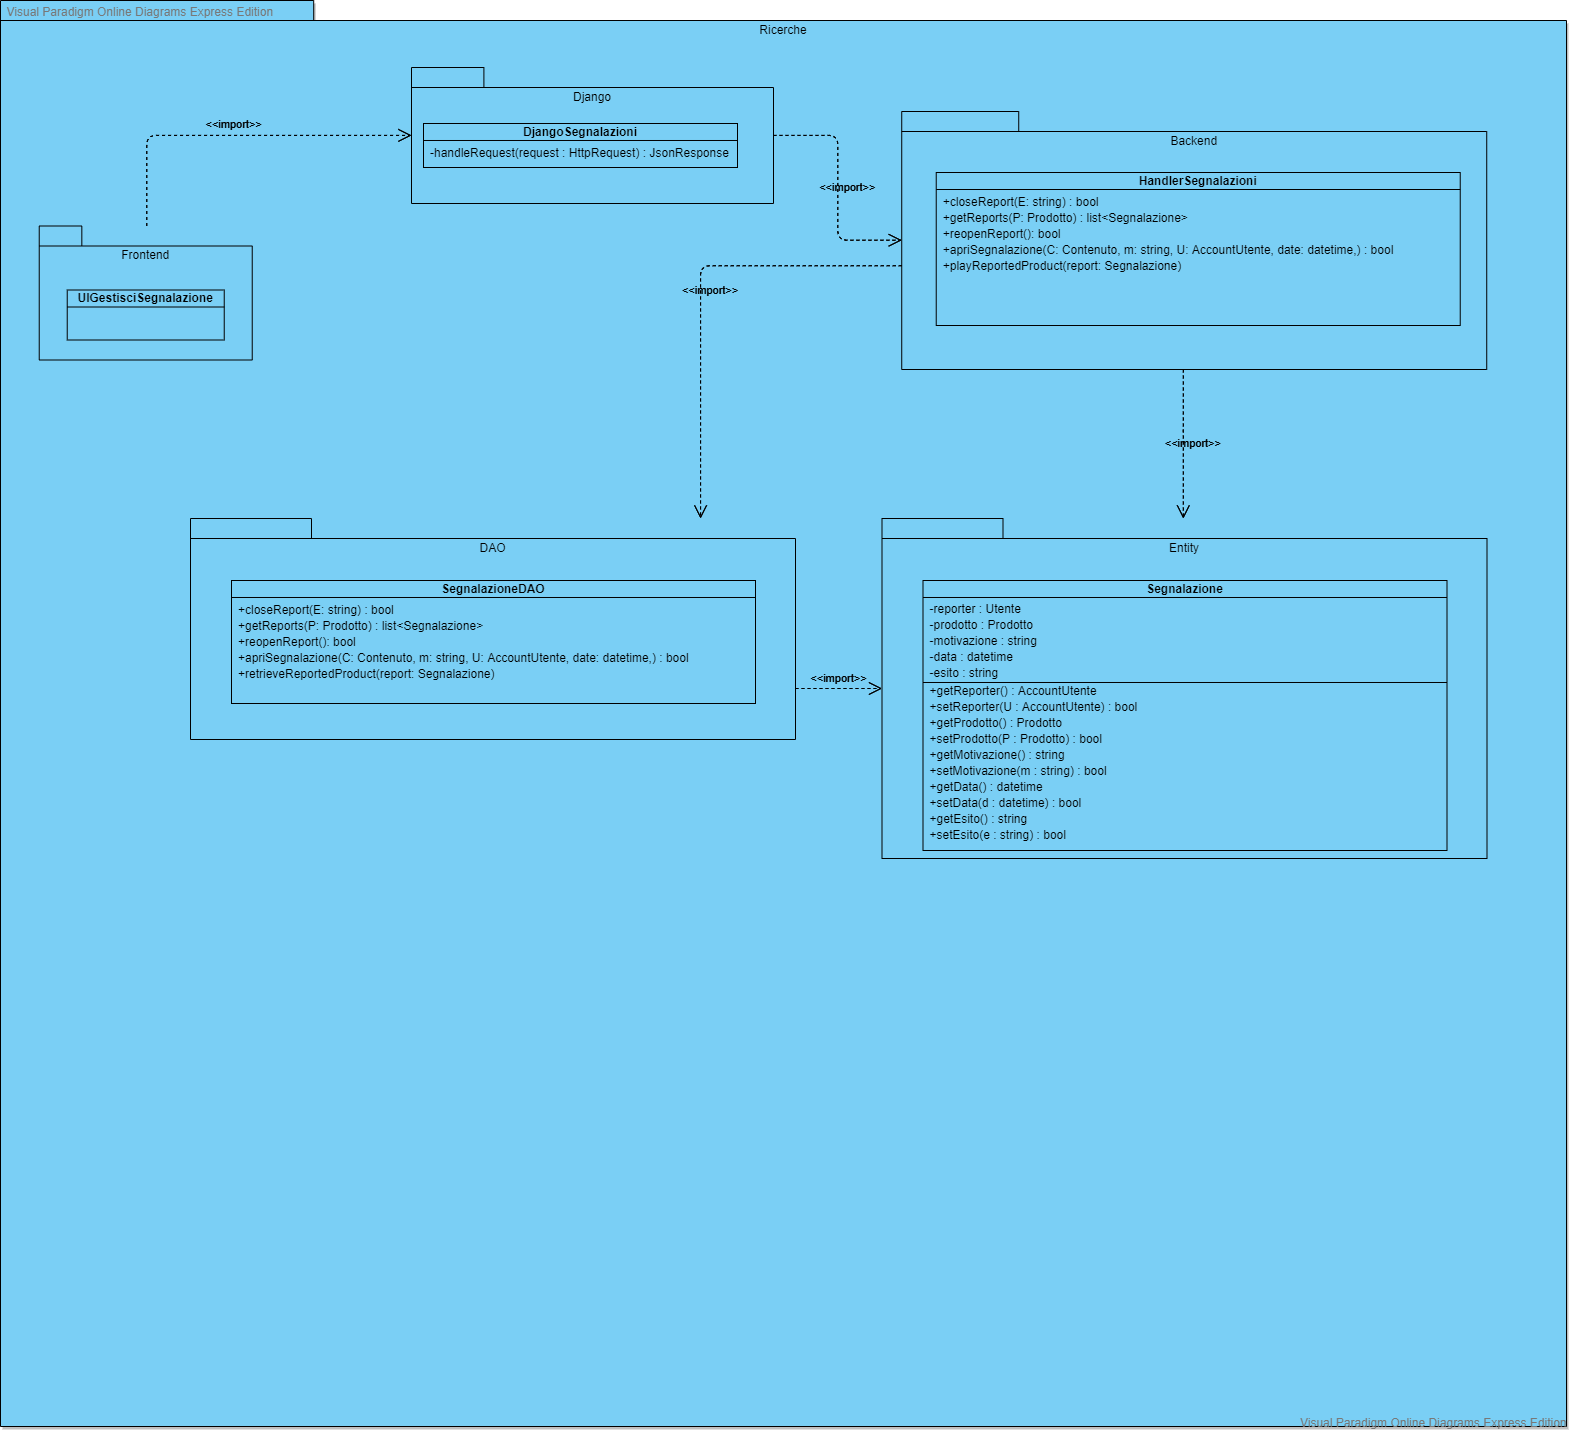 Visual Paradigm Online Diagrams Express Edition
Ricerche
Django
DjangoSegnalazioni
-handleRequest(request : HttpRequest) : JsonResponse
<<import>>
<<import>>
Backend
HandlerSegnalazioni
+closeReport(E: string) : bool
+getReports(P: Prodotto) : list<Segnalazione>
+reopenReport(): bool
+apriSegnalazione(C: Contenuto, m: string, U: AccountUtente, date: datetime,) : bool
+playReportedProduct(report: Segnalazione)
Frontend
UIGestisciSegnalazione
<<import>>
<<import>>
DAO
SegnalazioneDAO
+closeReport(E: string) : bool
+getReports(P: Prodotto) : list<Segnalazione>
+reopenReport(): bool
+apriSegnalazione(C: Contenuto, m: string, U: AccountUtente, date: datetime,) : bool
+retrieveReportedProduct(report: Segnalazione)
<<import>>
Entity
Segnalazione
-reporter : Utente
-prodotto : Prodotto
-motivazione : string
-data : datetime
-esito : string
+getReporter() : AccountUtente
+setReporter(U : AccountUtente) : bool
+getProdotto() : Prodotto
+setProdotto(P : Prodotto) : bool
+getMotivazione() : string
+setMotivazione(m : string) : bool
+getData() : datetime
+setData(d : datetime) : bool
+getEsito() : string
+setEsito(e : string) : bool
Visual Paradigm Online Diagrams Express Edition